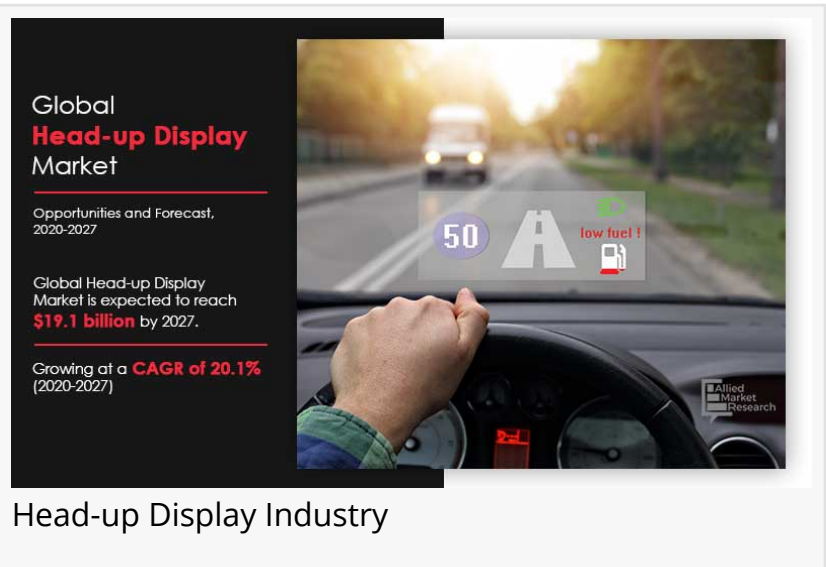 Global
Head-up Display
Market
Opportunities and Forecast,
2020-2027
Global Head-up Display
Market is expected to reach
$19.1 billion by 2027.
Growing at a CAGR of 20.1%
(2020-2027)
50
low fuel !
Allied
Market
Research
Head-up Display Industry